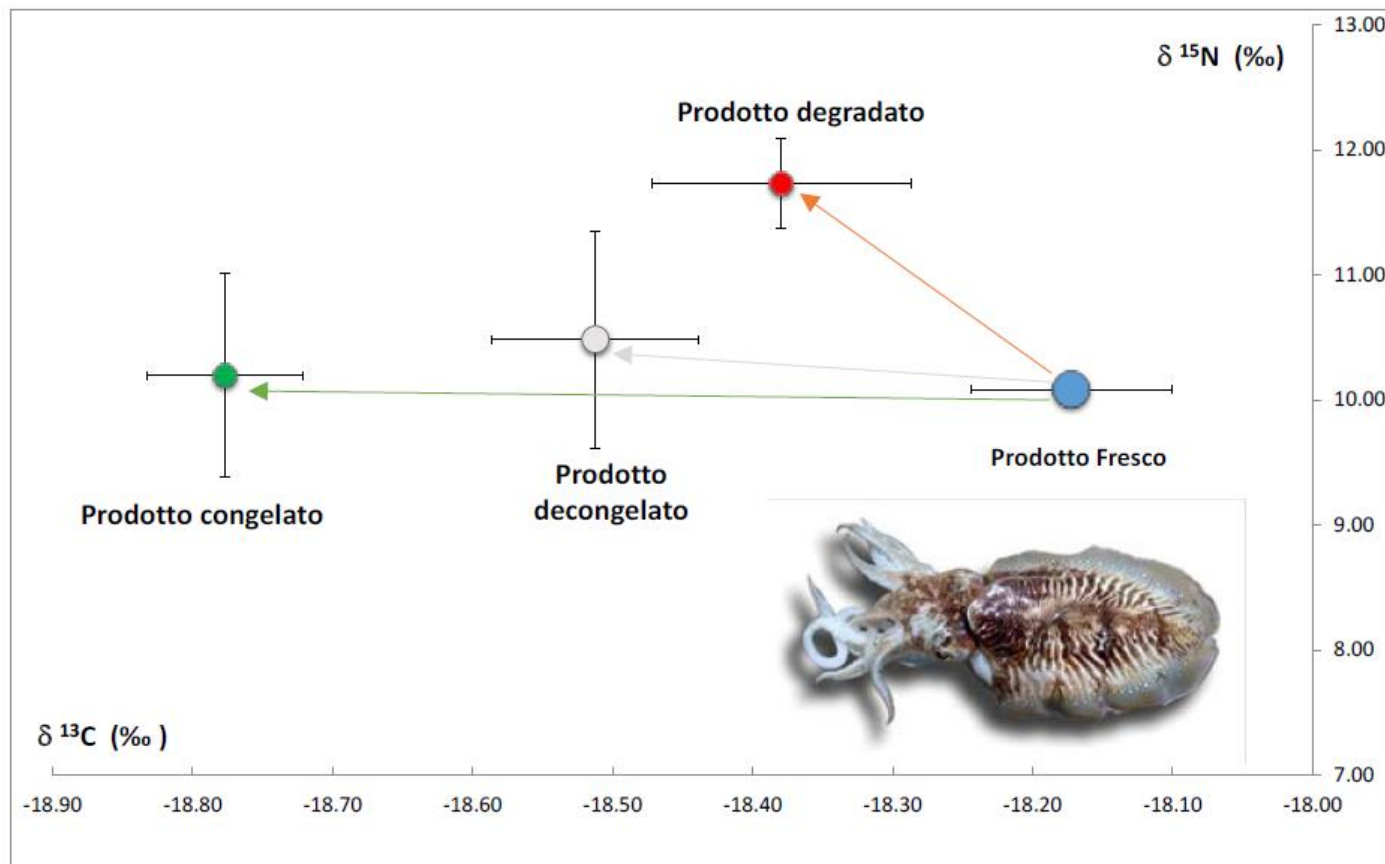 13.00
δ ¹⁵N (‰)
Prodotto degradato
12.00
11.00
10.00
Prodotto Fresco
Prodotto
decongelato
Prodotto congelato
9.00
8.00
δ ¹³C (‰ )
7.00
-18.90 -18.80 -18.70 -18.60 -18.50 -18.40 -18.30 -18.20 -18.10 -18.00